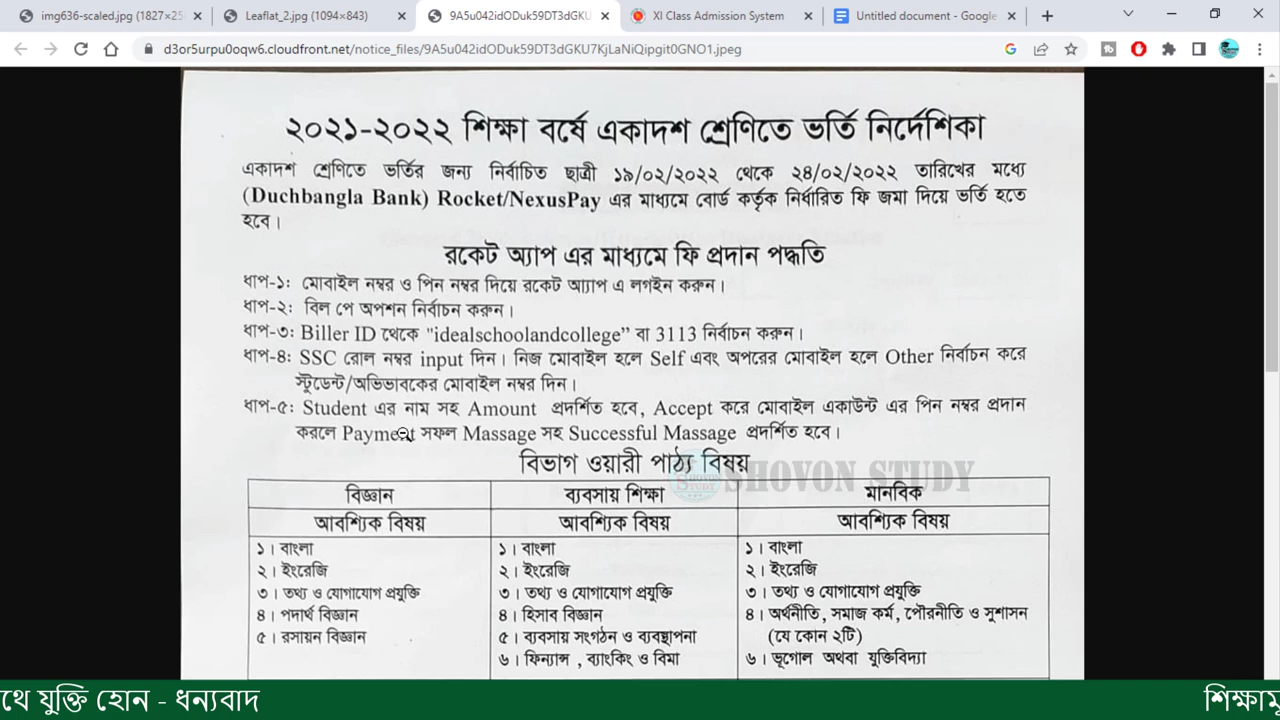 img636-scaled.jpg (3327×25
Leaflat_2.jpg (1094×843)
9A5u042idODuk59DT3dGKU
XI Class Admission System
Untitled document - Google
d3or5urpu0oqw6.cloudfront.net/notice_files/9A5u042idODuk59DT3dGKU7KjLaNiQipgit0GNO1.jpeg
২০২১-২০২২ শিক্ষা বর্ষে একাদশ শ্রেণিতে ভর্তি নির্দেশিকা
একাদশ শ্রেণিতে ভর্তির জন্য নির্বাচিত ছাত্রী ১৯/০২/২০২২ থেকে ২৪/০২/২০২২ তারিখের মধ্যে
(Duchbangla Bank) Rocket/NexusPay এর মাধ্যমে বোর্ড কর্তৃক নির্ধারিত ফি জমা দিয়ে ভর্তি হতে
হবে।
রকেট অ্যাপ এর মাধ্যমে ফি প্রদান পদ্ধতি
ধাপ-১: মোবাইল নম্বর ও পিন নম্বর দিয়ে রকেট অ্যাপ এ লগইন করুন।
ধাপ-২: বিল পে অপশন নির্বাচন করুন।
ধাপ-৩: Biller ID থেকে "idealschoolandcollege" বা 3113 নির্বাচন করুন।
ধাপ-৪: SSC রোল নম্বর input দিন। নিজ মোবাইল হলে Self এবং অপরের মোবাইল হলে Other নির্বাচন করে
স্টুডেন্ট/অভিভাবকের মোবাইল নম্বর দিন।
ধাপ-৫: Student এর নাম সহ Amount প্রদর্শিত হবে, Accept করে মোবাইল একাউন্ট এর পিন নম্বর প্রদান
করলে Payment সফল Massage সহ Successful Massage প্রদর্শিত হবে।
বিভাগ ওয়ারী পাঠ্য বিষয়
SHOVON STUDY
বিজ্ঞান ব্যবসায় শিক্ষা মানবিক
আবশ্যিক বিষয় আবশ্যিক বিষয় আবশ্যিক বিষয়
১। বাংলা ১। বাংলা ১। বাংলা
২। ইংরেজি ২। ইংরেজি ২। ইংরেজি
৩। তথ্য ও যোগাযোগ প্রযুক্তি ৩। তথ্য ও যোগাযোগ প্রযুক্তি ৩। তথ্য ও যোগাযোগ প্রযুক্তি
৪। পদার্থ বিজ্ঞান ৪। হিসাব বিজ্ঞান ৪। অর্থনীতি, সমাজ কর্ম, পৌরনীতি ও সুশাসন
৫। রসায়ন বিজ্ঞান ৫। ব্যবসায় সংগঠন ও ব্যবস্থাপনা (যে কোন ২টি)
৬। ফিন্যান্স, ব্যাংকিং ও বিমা ৬। ভূগোল অথবা যুক্তিবিদ্যা
থে যুক্তি হোন - ধন্যবাদ শিক্ষামূ